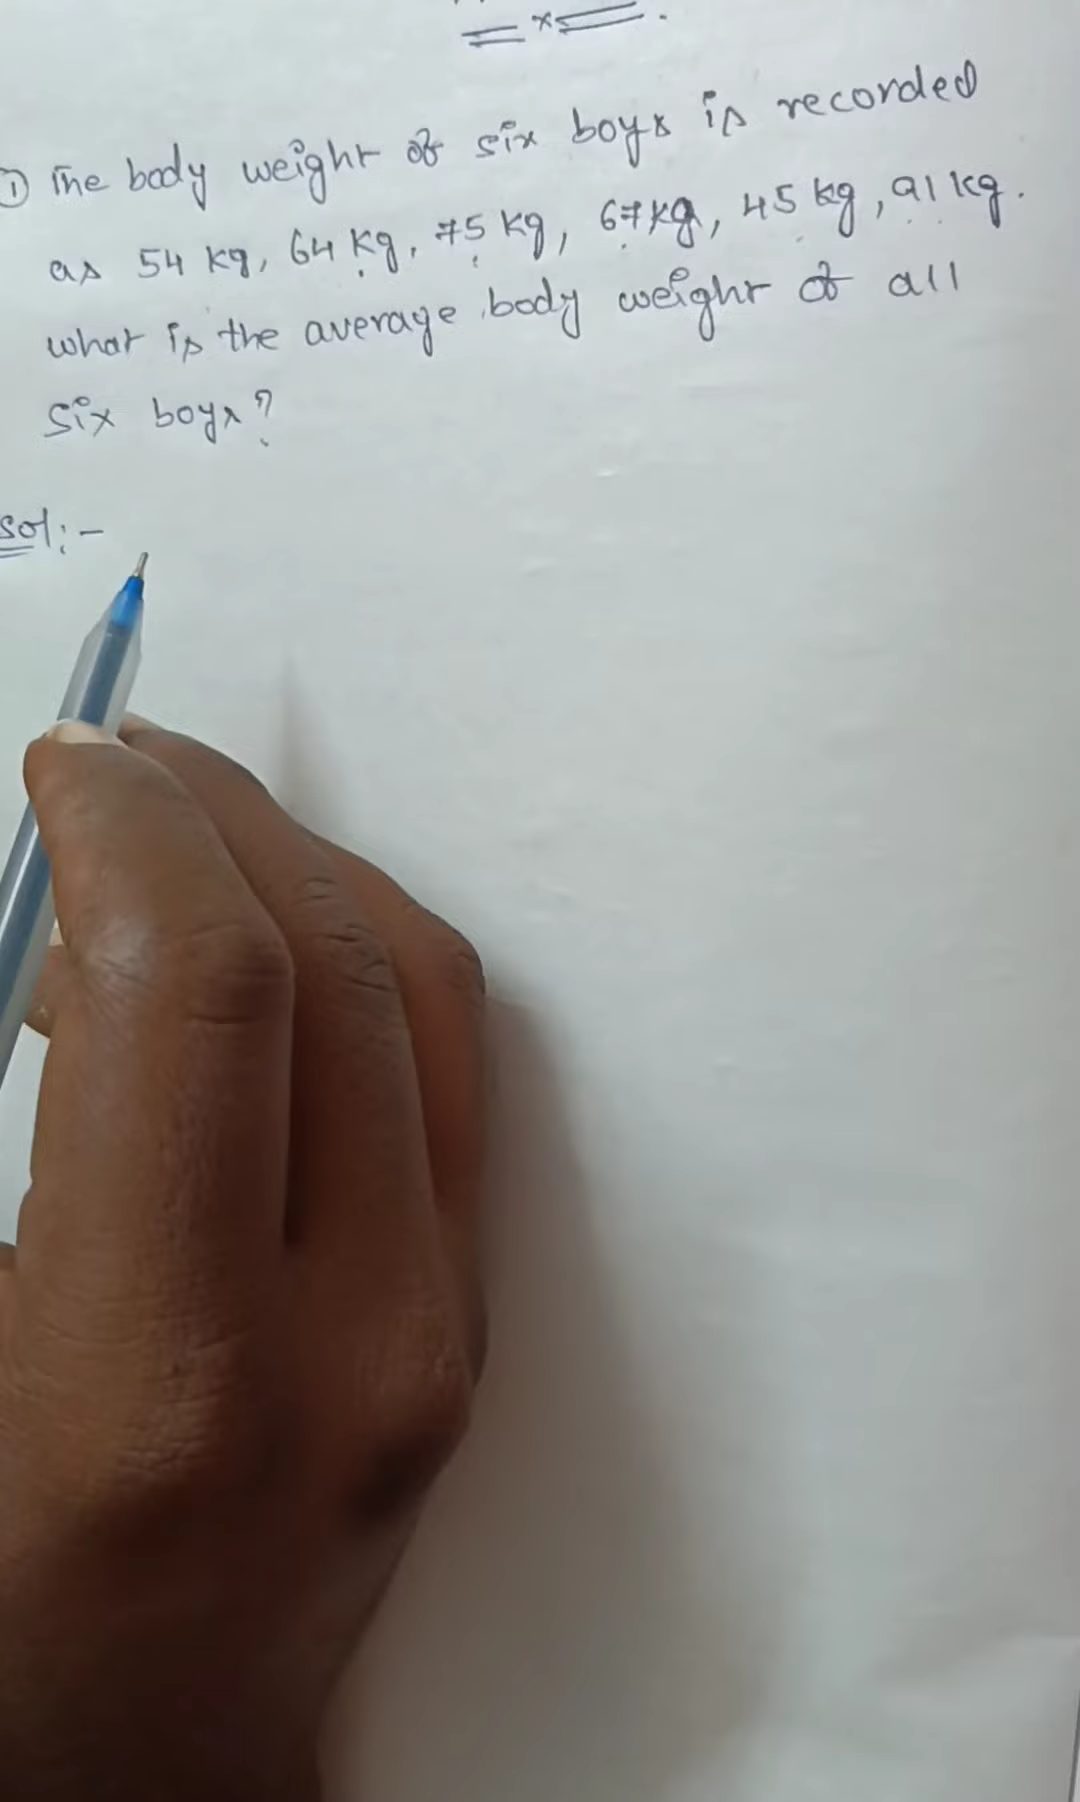 = x =.
① The body weight of six boys is recorded
as 54 kg, 64 kg, 75 kg, 67 kg, 45 kg, 91 kg.
what is the average body weight of all
six boys?
Sol:-